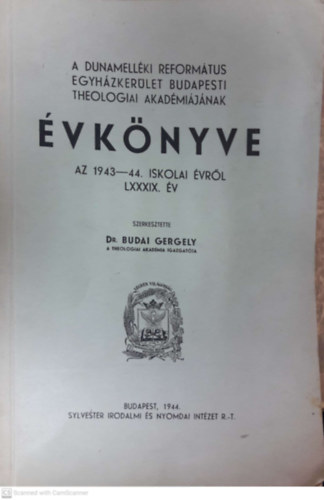 A DUNAMELLÉKI REFORMÁTUS
EGYHÁZKERÜLET BUDAPESTI
THEOLOGIAI AKADÉMIÁJÁNAK
ÉVKÖNYVE
AZ 1943—44. ISKOLAI ÉVRŐL
LXXXIX. ÉV
SZERKESZTETTE
DR. BUDAI GERGELY
A THEOLOGIAI AKADÉMIA IGAZGATÓJA
BUDAPEST, 1944.
SYLVESTER IRODALMI ÉS NYOMDAI INTÉZET R.-T.
Scanned with CamScanner